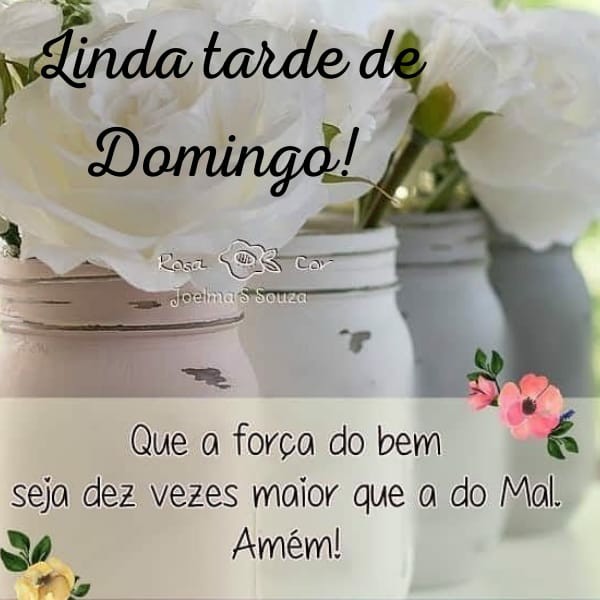 Linda tarde de
Domingo!
Rosa Cor
Joelma S Souza
Que a força do bem
seja dez vezes maior que a do Mal.
Amém!